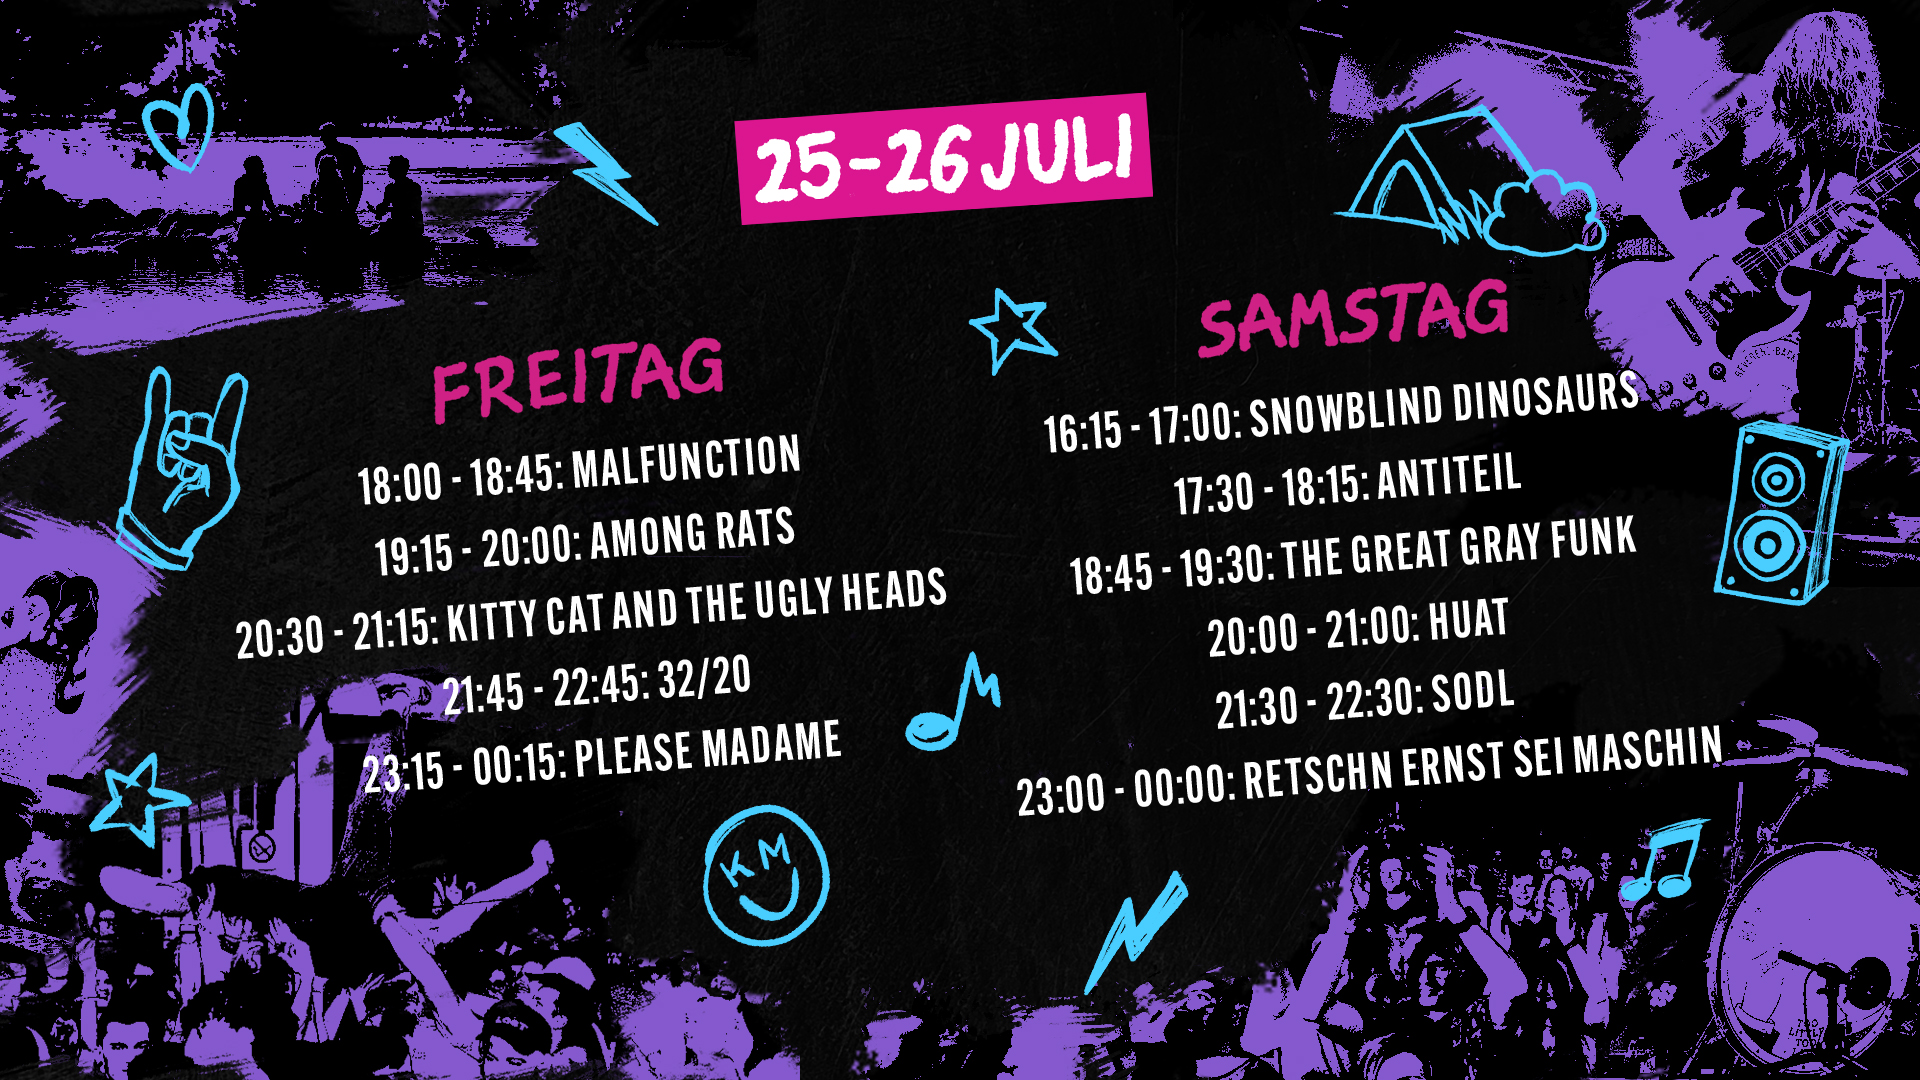 25-26 JULI
FREITAG
18:00 - 18:45: MALFUNCTION
19:15 - 20:00: AMONG RATS
20:30 - 21:15: KITTY CAT AND THE UGLY HEADS
21:45 - 22:45: 32/20
23:15 - 00:15: PLEASE MADAME
SAMSTAG
16:15 - 17:00: SNOWBLIND DINOSAURS
17:30 - 18:15: ANTITEIL
18:45 - 19:30: THE GREAT GRAY FUNK
20:00 - 21:00: HUAT
21:30 - 22:30: SODL
23:00 - 00:00: RETSCHN ERNST SEI MASCHIN
KM